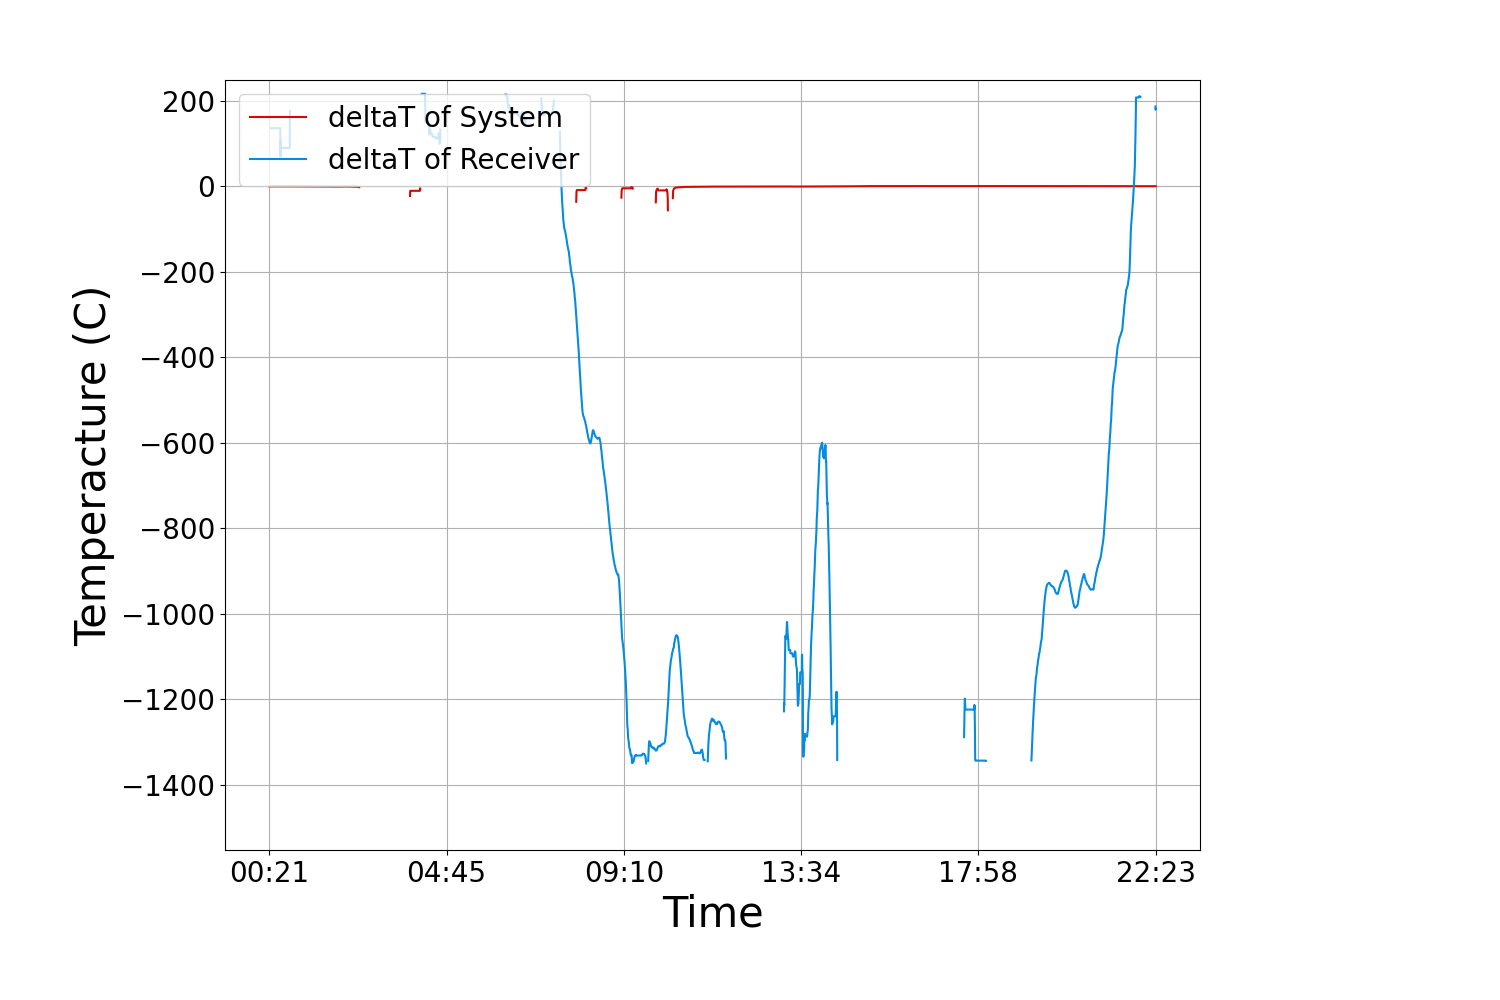 deltaT of System
deltaT of Receiver
200
0
−200
−400
−600
−800
−1000
−1200
−1400
Temperacture (C)
00:21 04:45 09:10 13:34 17:58 22:23
Time